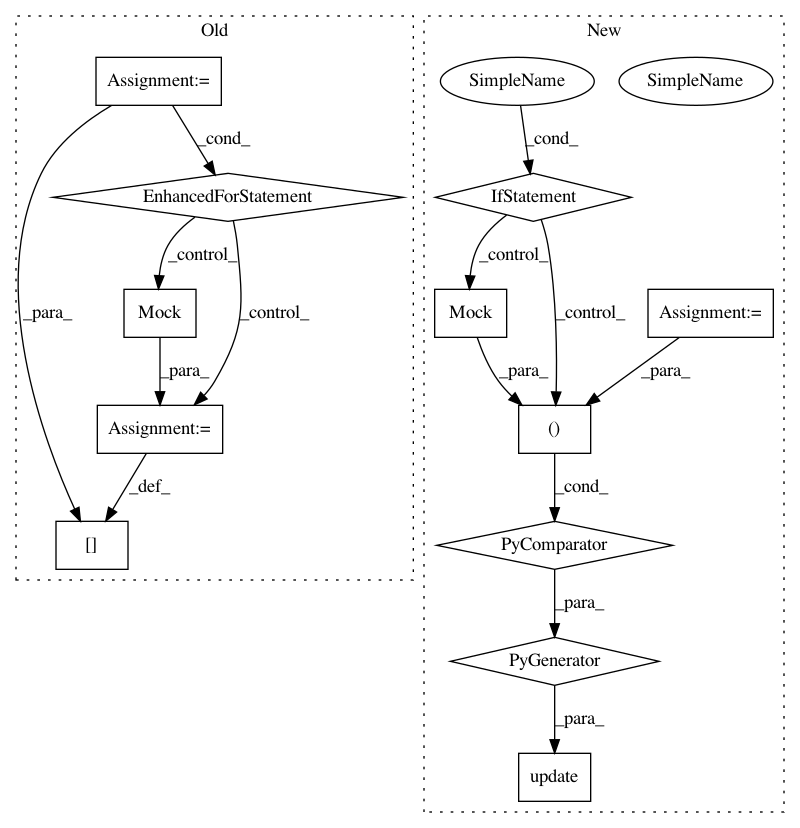 Old
New
Assignment:=
SimpleName
SimpleName
_cond_
_cond_
EnhancedForStatement
IfStatement
_control_
_control_
_para_
_control_
_control_
Mock
Mock
Assignment:=
_para_
_para_
_para_
Assignment:=
()
_def_
_cond_
[]
PyComparator
_para_
PyGenerator
_para_
update